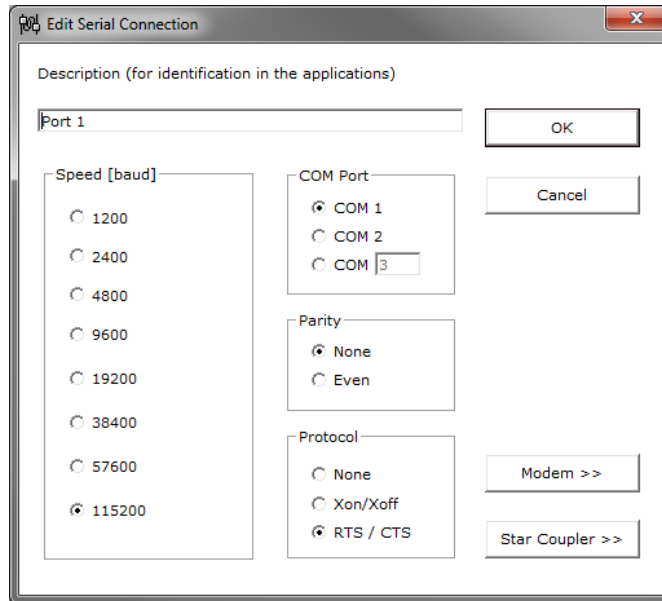 Edit Serial Connection
Description (for identification in the applications)
Port 1
OK
Cancel
Speed [baud]
1200
2400
4800
9600
19200
38400
57600
115200
COM Port
COM 1
COM 2
COM 3
Parity
None
Even
Protocol
None
Xon/Xoff
RTS / CTS
Modem >>
Star Coupler >>